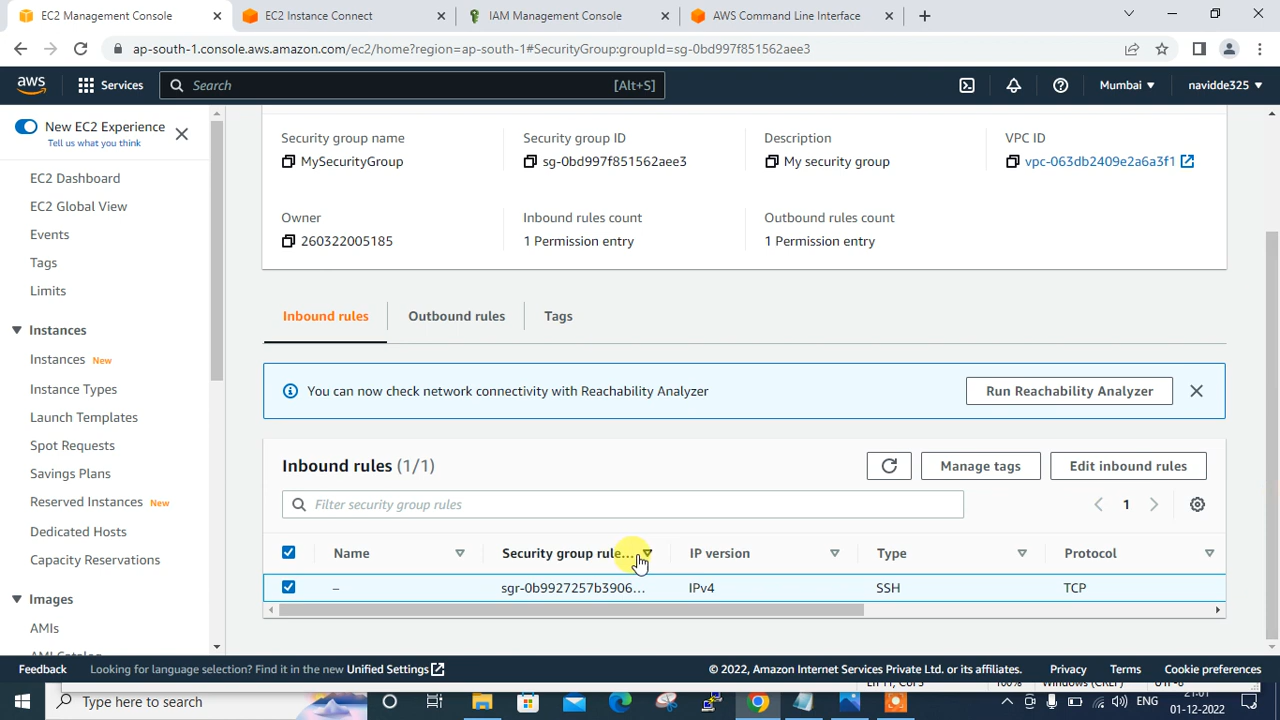 EC2 Management Console
EC2 Instance Connect
IAM Management Console
AWS Command Line Interface
ap-south-1.console.aws.amazon.com/ec2/home?region=ap-south-1#SecurityGroup:groupId=sg-0bd997f851562aee3
aws Services Search [Alt+S] Mumbai navidde325
New EC2 Experience
Tell us what you think
EC2 Dashboard
EC2 Global View
Events
Tags
Limits
Instances
Instances New
Instance Types
Launch Templates
Spot Requests
Savings Plans
Reserved Instances New
Dedicated Hosts
Capacity Reservations
Images
AMIs
Security group name
MySecurityGroup
Security group ID
sg-0bd997f851562aee3
Description
My security group
VPC ID
vpc-063db2409e2a6a3f1
Owner
260322005185
Inbound rules count
1 Permission entry
Outbound rules count
1 Permission entry
Inbound rules Outbound rules Tags
You can now check network connectivity with Reachability Analyzer
Run Reachability Analyzer
Inbound rules (1/1)
Manage tags
Edit inbound rules
Filter security group rules
1
Name Security group rule... IP version Type Protocol
– sgr-0b9927257b3906... IPv4 SSH TCP
Feedback Looking for language selection? Find it in the new Unified Settings © 2022, Amazon Internet Services Private Ltd. or its affiliates. Privacy Terms Cookie preferences
Type here to search
ENG
01-12-2022